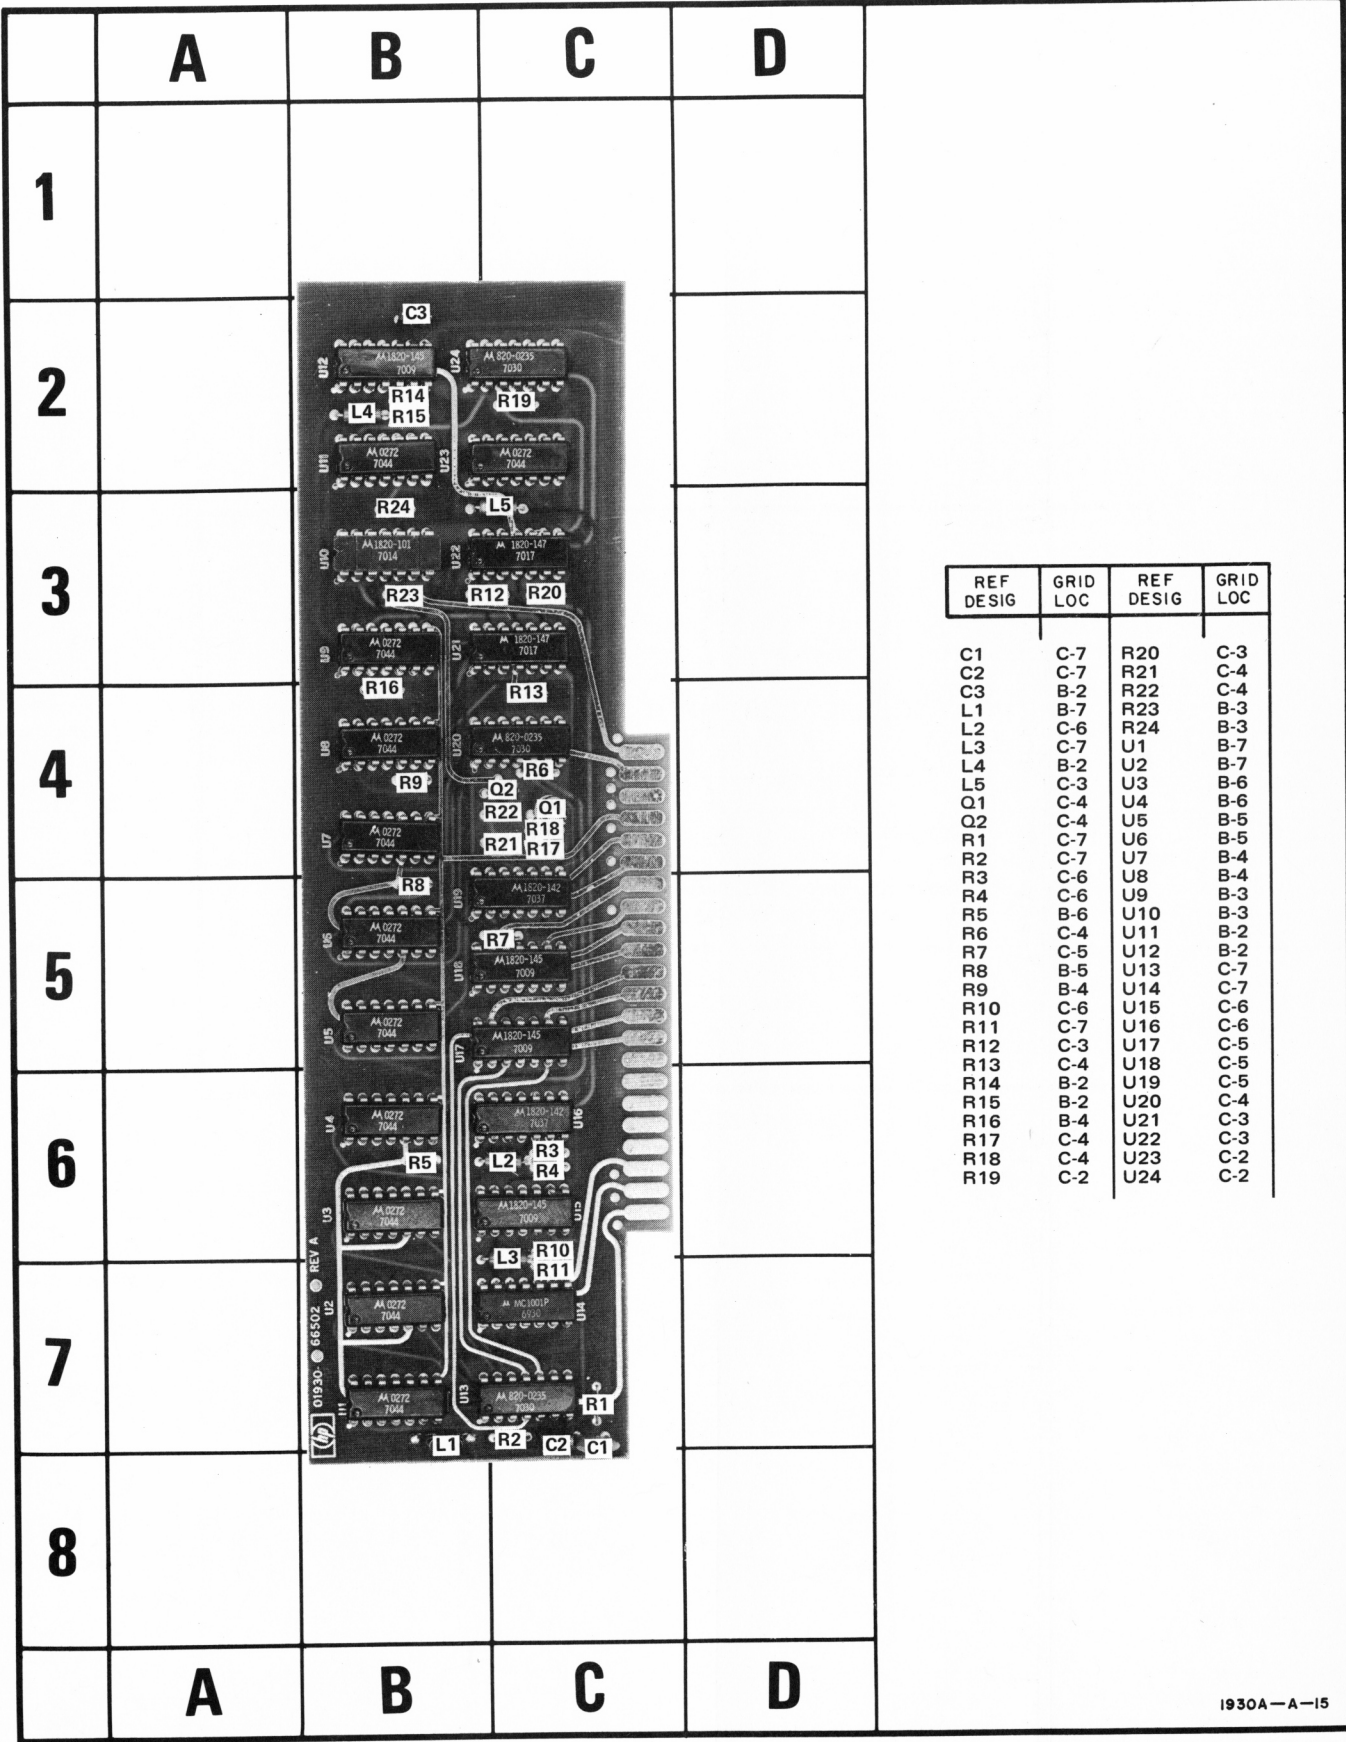 A B C D
1
C3
U12 M 1820-145 7009 U24 M 820-0235 7030
2
R14 R19
L4 R15
U11 M 0272 7044 U23 M 0272 7044
R24 L5
U10 M 1820-101 7014 U22 M 1820-147 7017
3
R23 R12 R20
U9 M 0272 7044 U21 M 1820-147 7017
R16 R13
U8 M 0272 7044 U20 M 820-0235 7030
4
R9 R6
Q2 Q1
R22
R18
U7 M 0272 7044 R21 R17
R8 U19 M 1820-142 7037
U6 M 0272 7044 R7
5
U18 M 1820-145 7009
U5 M 0272 7044 U17 M 1820-145 7009
U4 M 0272 7044 M 1820-142 7037 U16
6
R5 L2 R3
R4
U3 M 0272 7044 M 1820-145 7009 U15
L3 R10
R11
U2 M 0272 7044 M MC1001P 6930 U14
7
U1 M 0272 7044 U13 M 820-0235 7030 R1
L1 R2 C2 C1
hp 01930- 66502 REV A
8
A B C D
REF DESIG GRID LOC REF DESIG GRID LOC
C1 C-7 R20 C-3
C2 C-7 R21 C-4
C3 B-2 R22 C-4
L1 B-7 R23 B-3
L2 C-6 R24 B-3
L3 C-7 U1 B-7
L4 B-2 U2 B-7
L5 C-3 U3 B-6
Q1 C-4 U4 B-6
Q2 C-4 U5 B-5
R1 C-7 U6 B-5
R2 C-7 U7 B-4
R3 C-6 U8 B-4
R4 C-6 U9 B-3
R5 B-6 U10 B-3
R6 C-4 U11 B-2
R7 C-5 U12 B-2
R8 B-5 U13 C-7
R9 B-4 U14 C-7
R10 C-6 U15 C-6
R11 C-7 U16 C-6
R12 C-3 U17 C-5
R13 C-4 U18 C-5
R14 B-2 U19 C-5
R15 B-2 U20 C-4
R16 B-4 U21 C-3
R17 C-4 U22 C-3
R18 C-4 U23 C-2
R19 C-2 U24 C-2
1930A-A-15